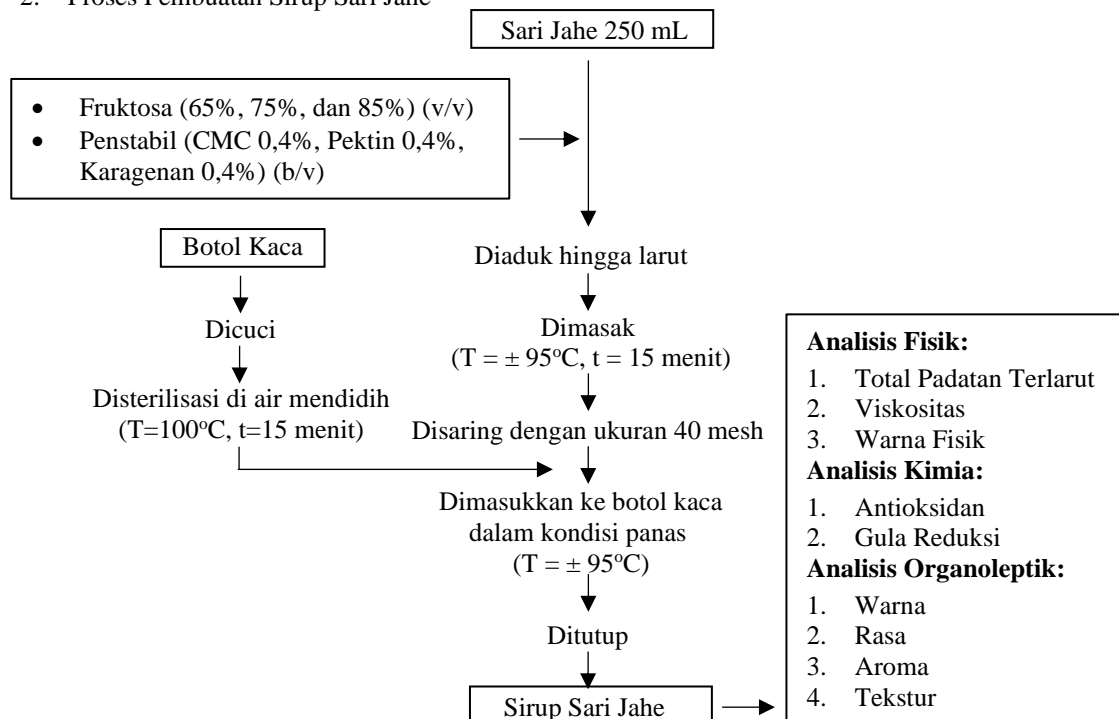 2. Proses Pembuatan Sirup Sari Jahe
Sari Jahe 250 mL
• Fruktosa (65%, 75%, dan 85%) (v/v)
• Penstabil (CMC 0,4%, Pektin 0,4%,
Karagenan 0,4%) (b/v)
Botol Kaca
Dicuci
Disterilisasi di air mendidih
(T=100°C, t=15 menit)
Diaduk hingga larut
Dimasak
(T = ± 95°C, t = 15 menit)
Disaring dengan ukuran 40 mesh
Dimasukkan ke botol kaca
dalam kondisi panas
(T = ± 95°C)
Ditutup
Sirup Sari Jahe
Analisis Fisik:
1. Total Padatan Terlarut
2. Viskositas
3. Warna Fisik
Analisis Kimia:
1. Antioksidan
2. Gula Reduksi
Analisis Organoleptik:
1. Warna
2. Rasa
3. Aroma
4. Tekstur